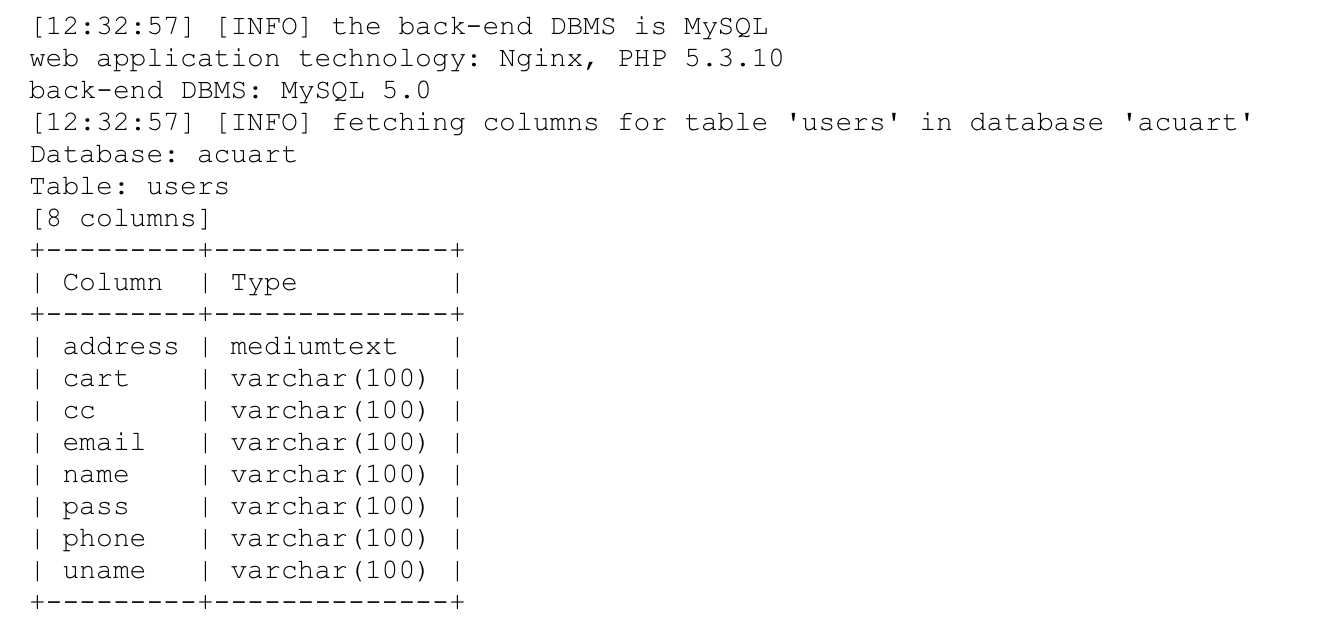 [12:32:57] [INFO] the back-end DBMS is MySQL
web application technology: Nginx, PHP 5.3.10
back-end DBMS: MySQL 5.0
[12:32:57] [INFO] fetching columns for table 'users' in database 'acuart'
Database: acuart
Table: users
[8 columns]
+---------+--------------+
| Column  | Type         |
+---------+--------------+
| address | mediumtext   |
| cart    | varchar(100) |
| cc      | varchar(100) |
| email   | varchar(100) |
| name    | varchar(100) |
| pass    | varchar(100) |
| phone   | varchar(100) |
| uname   | varchar(100) |
+---------+--------------+